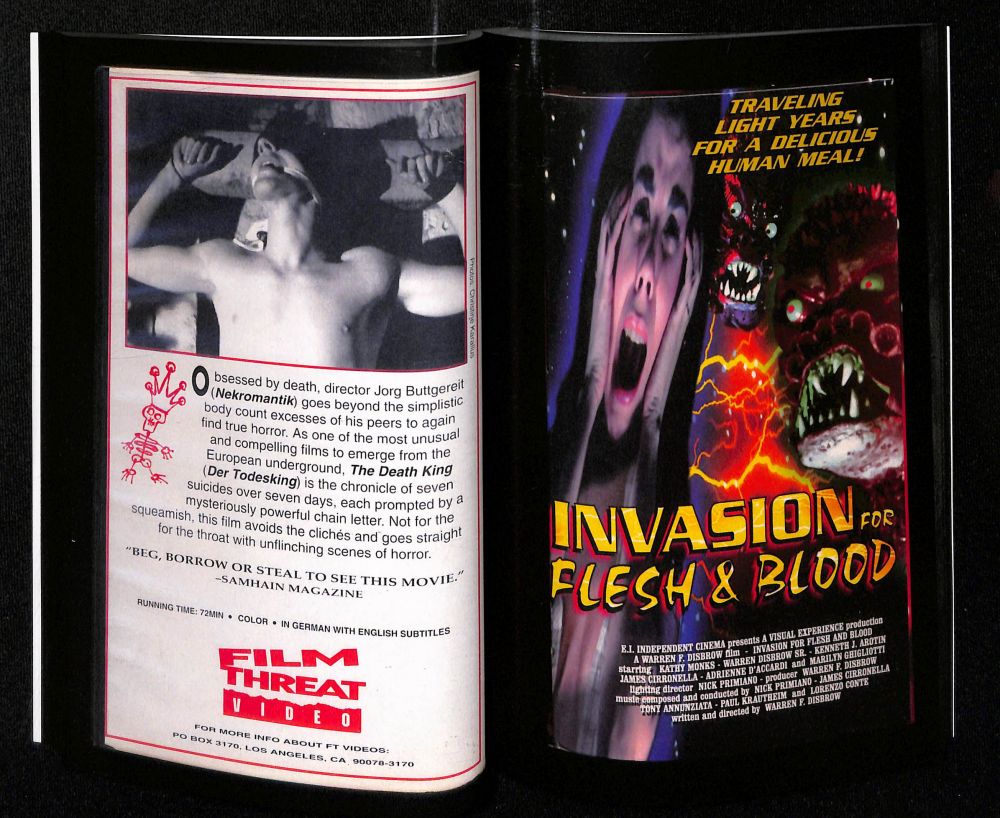 Photos: Christina Karallus
Obsessed by death, director Jorg Buttgereit
(Nekromantik) goes beyond the simplistic
body count excesses of his peers to again
find true horror. As one of the most unusual
and compelling films to emerge from the
European underground, The Death King
(Der Todesking) is the chronicle of seven
suicides over seven days, each prompted by a
mysteriously powerful chain letter. Not for the
squeamish, this film avoids the clichés and goes straight
for the throat with unflinching scenes of horror.
"BEG, BORROW OR STEAL TO SEE THIS MOVIE."
–SAMHAIN MAGAZINE
RUNNING TIME: 72MIN • COLOR • IN GERMAN WITH ENGLISH SUBTITLES
FILM
THREAT
VIDEO
FOR MORE INFO ABOUT FT VIDEOS:
PO BOX 3170, LOS ANGELES, CA 90078-3170
TRAVELING
LIGHT YEARS
FOR A DELICIOUS
HUMAN MEAL!
INVASION FOR
FLESH & BLOOD
E.I. INDEPENDENT CINEMA presents A VISUAL EXPERIENCE production
A WARREN F. DISBROW film - INVASION FOR FLESH AND BLOOD
starring KATHY MONKS - WARREN DISBROW SR. - KENNETH J. AROTIN
JAMES CIRRONELLA - ADRIENNE D'ACCARDI and MARILYN GHIGLIOTTI
lighting director NICK PRIMIANO - producer WARREN F. DISBROW
music composed and conducted by NICK PRIMIANO - JAMES CIRRONELLA
TONY ANNUNZIATA - PAUL KRAUTHEIM and LORENZO CONTE
written and directed by WARREN F. DISBROW